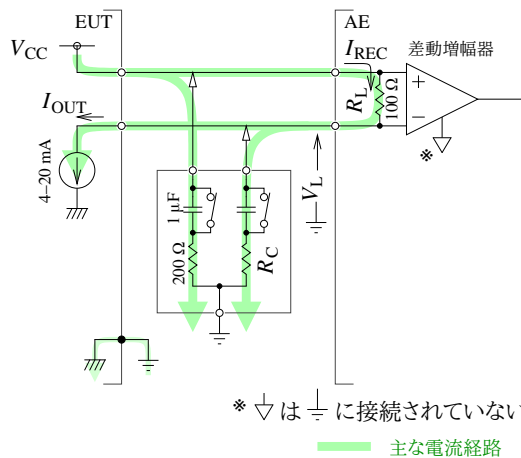 EUT
AE
V_CC
差動増幅器
I_REC
R_L
100 Ω
+
−
I_OUT
※
4–20 mA
V_L
1 μF
200 Ω
R_C
※ は に接続されていない
主な電流経路